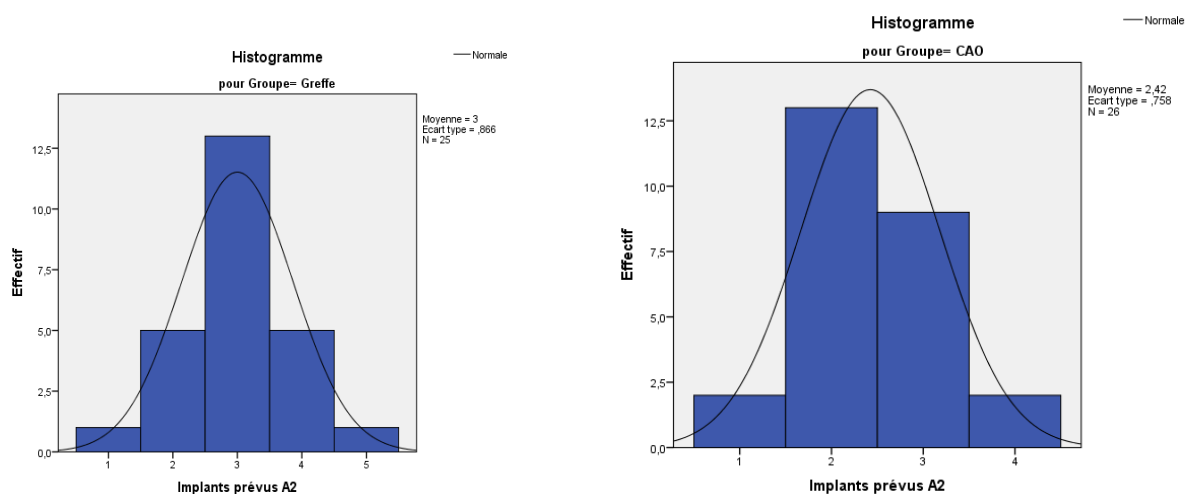 Histogramme
pour Groupe= Greffe
Normale
Moyenne = 3
Ecart type = ,866
N = 25
Effectif
12,5
10,0
7,5
5,0
2,5
0,0
1 2 3 4 5
Implants prévus A2
Histogramme
pour Groupe= CAO
Normale
Moyenne = 2,42
Ecart type = ,758
N = 26
Effectif
12,5
10,0
7,5
5,0
2,5
0,0
1 2 3 4
Implants prévus A2